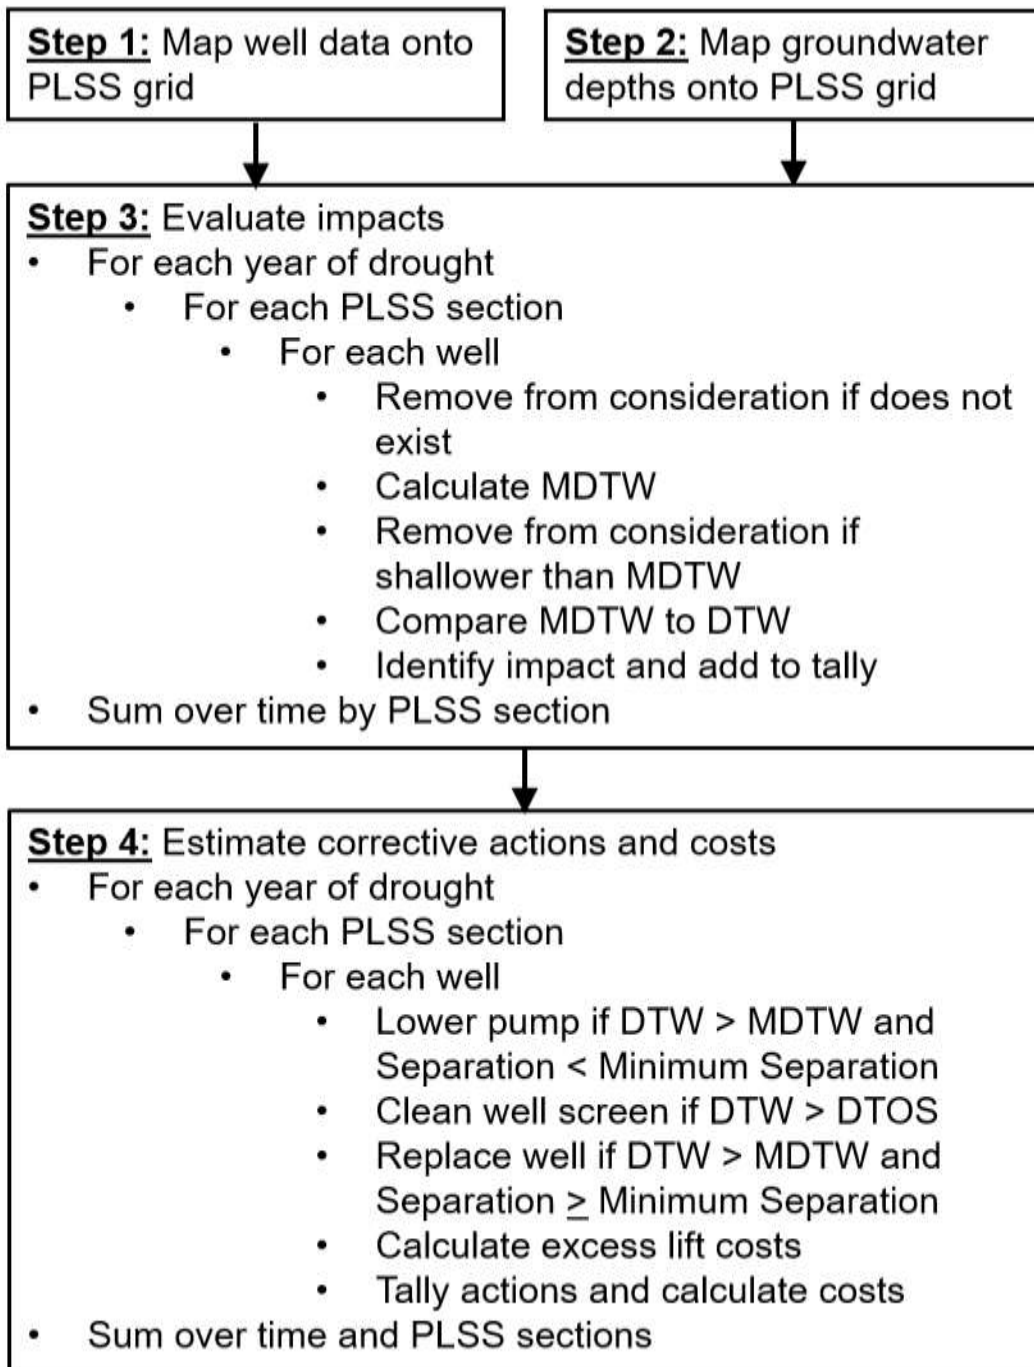 Step 1: Map well data onto
PLSS grid
Step 2: Map groundwater
depths onto PLSS grid
Step 3: Evaluate impacts
• For each year of drought
• For each PLSS section
• For each well
• Remove from consideration if does not
exist
• Calculate MDTW
• Remove from consideration if
shallower than MDTW
• Compare MDTW to DTW
• Identify impact and add to tally
• Sum over time by PLSS section
Step 4: Estimate corrective actions and costs
• For each year of drought
• For each PLSS section
• For each well
• Lower pump if DTW > MDTW and
Separation < Minimum Separation
• Clean well screen if DTW > DTOS
• Replace well if DTW > MDTW and
Separation ≥ Minimum Separation
• Calculate excess lift costs
• Tally actions and calculate costs
• Sum over time and PLSS sections